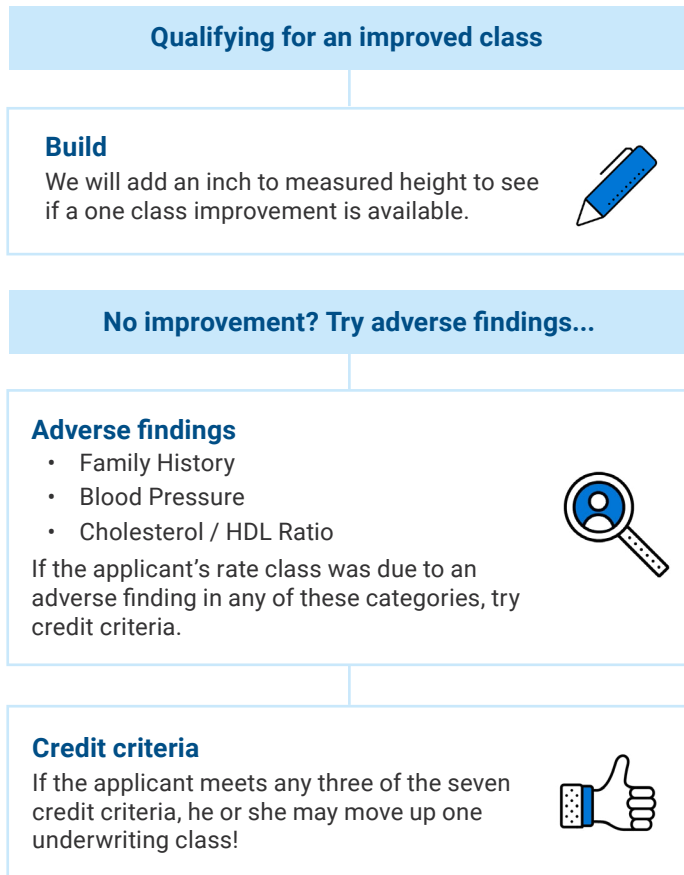 Qualifying for an improved class
Build
We will add an inch to measured height to see
if a one class improvement is available.
No improvement? Try adverse findings...
Adverse findings
• Family History
• Blood Pressure
• Cholesterol / HDL Ratio
If the applicant’s rate class was due to an
adverse finding in any of these categories, try
credit criteria.
Credit criteria
If the applicant meets any three of the seven
credit criteria, he or she may move up one
underwriting class!